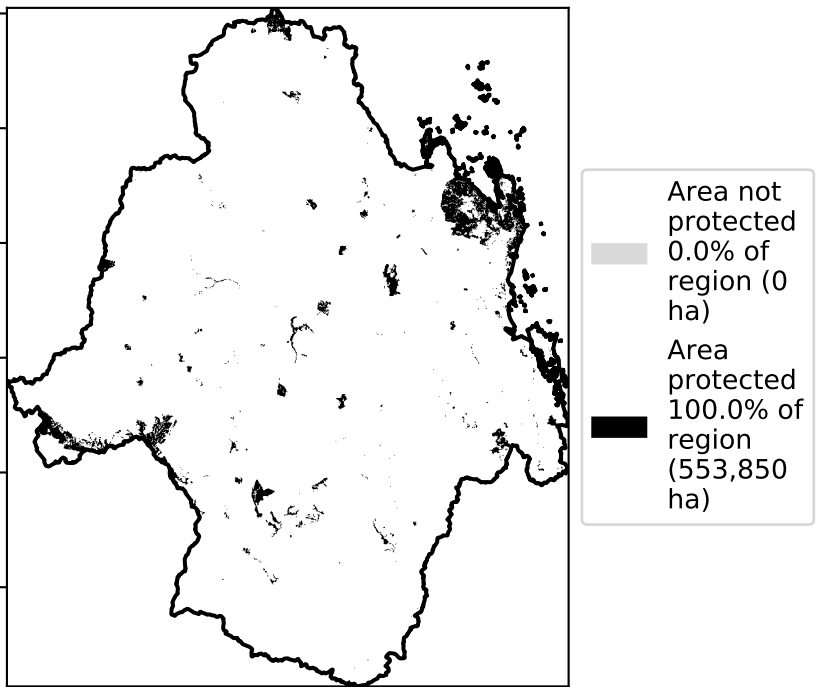 Area not
protected
0.0% of
region (0
ha)
Area
protected
100.0% of
region
(553,850
ha)